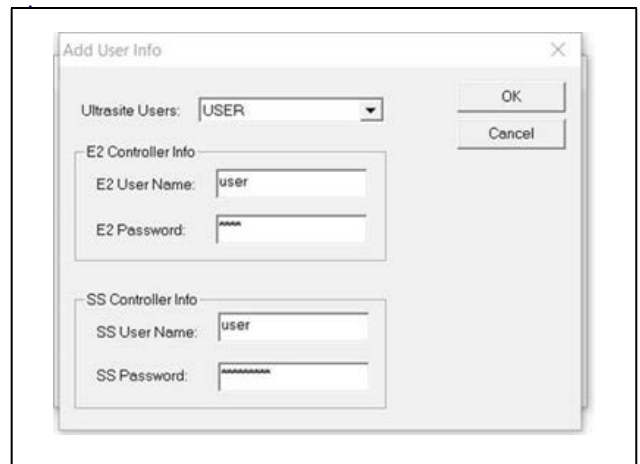 Add User Info
Ultrasite Users: USER
OK
Cancel
E2 Controller Info
E2 User Name: user
E2 Password: ****
SS Controller Info
SS User Name: user
SS Password: *********